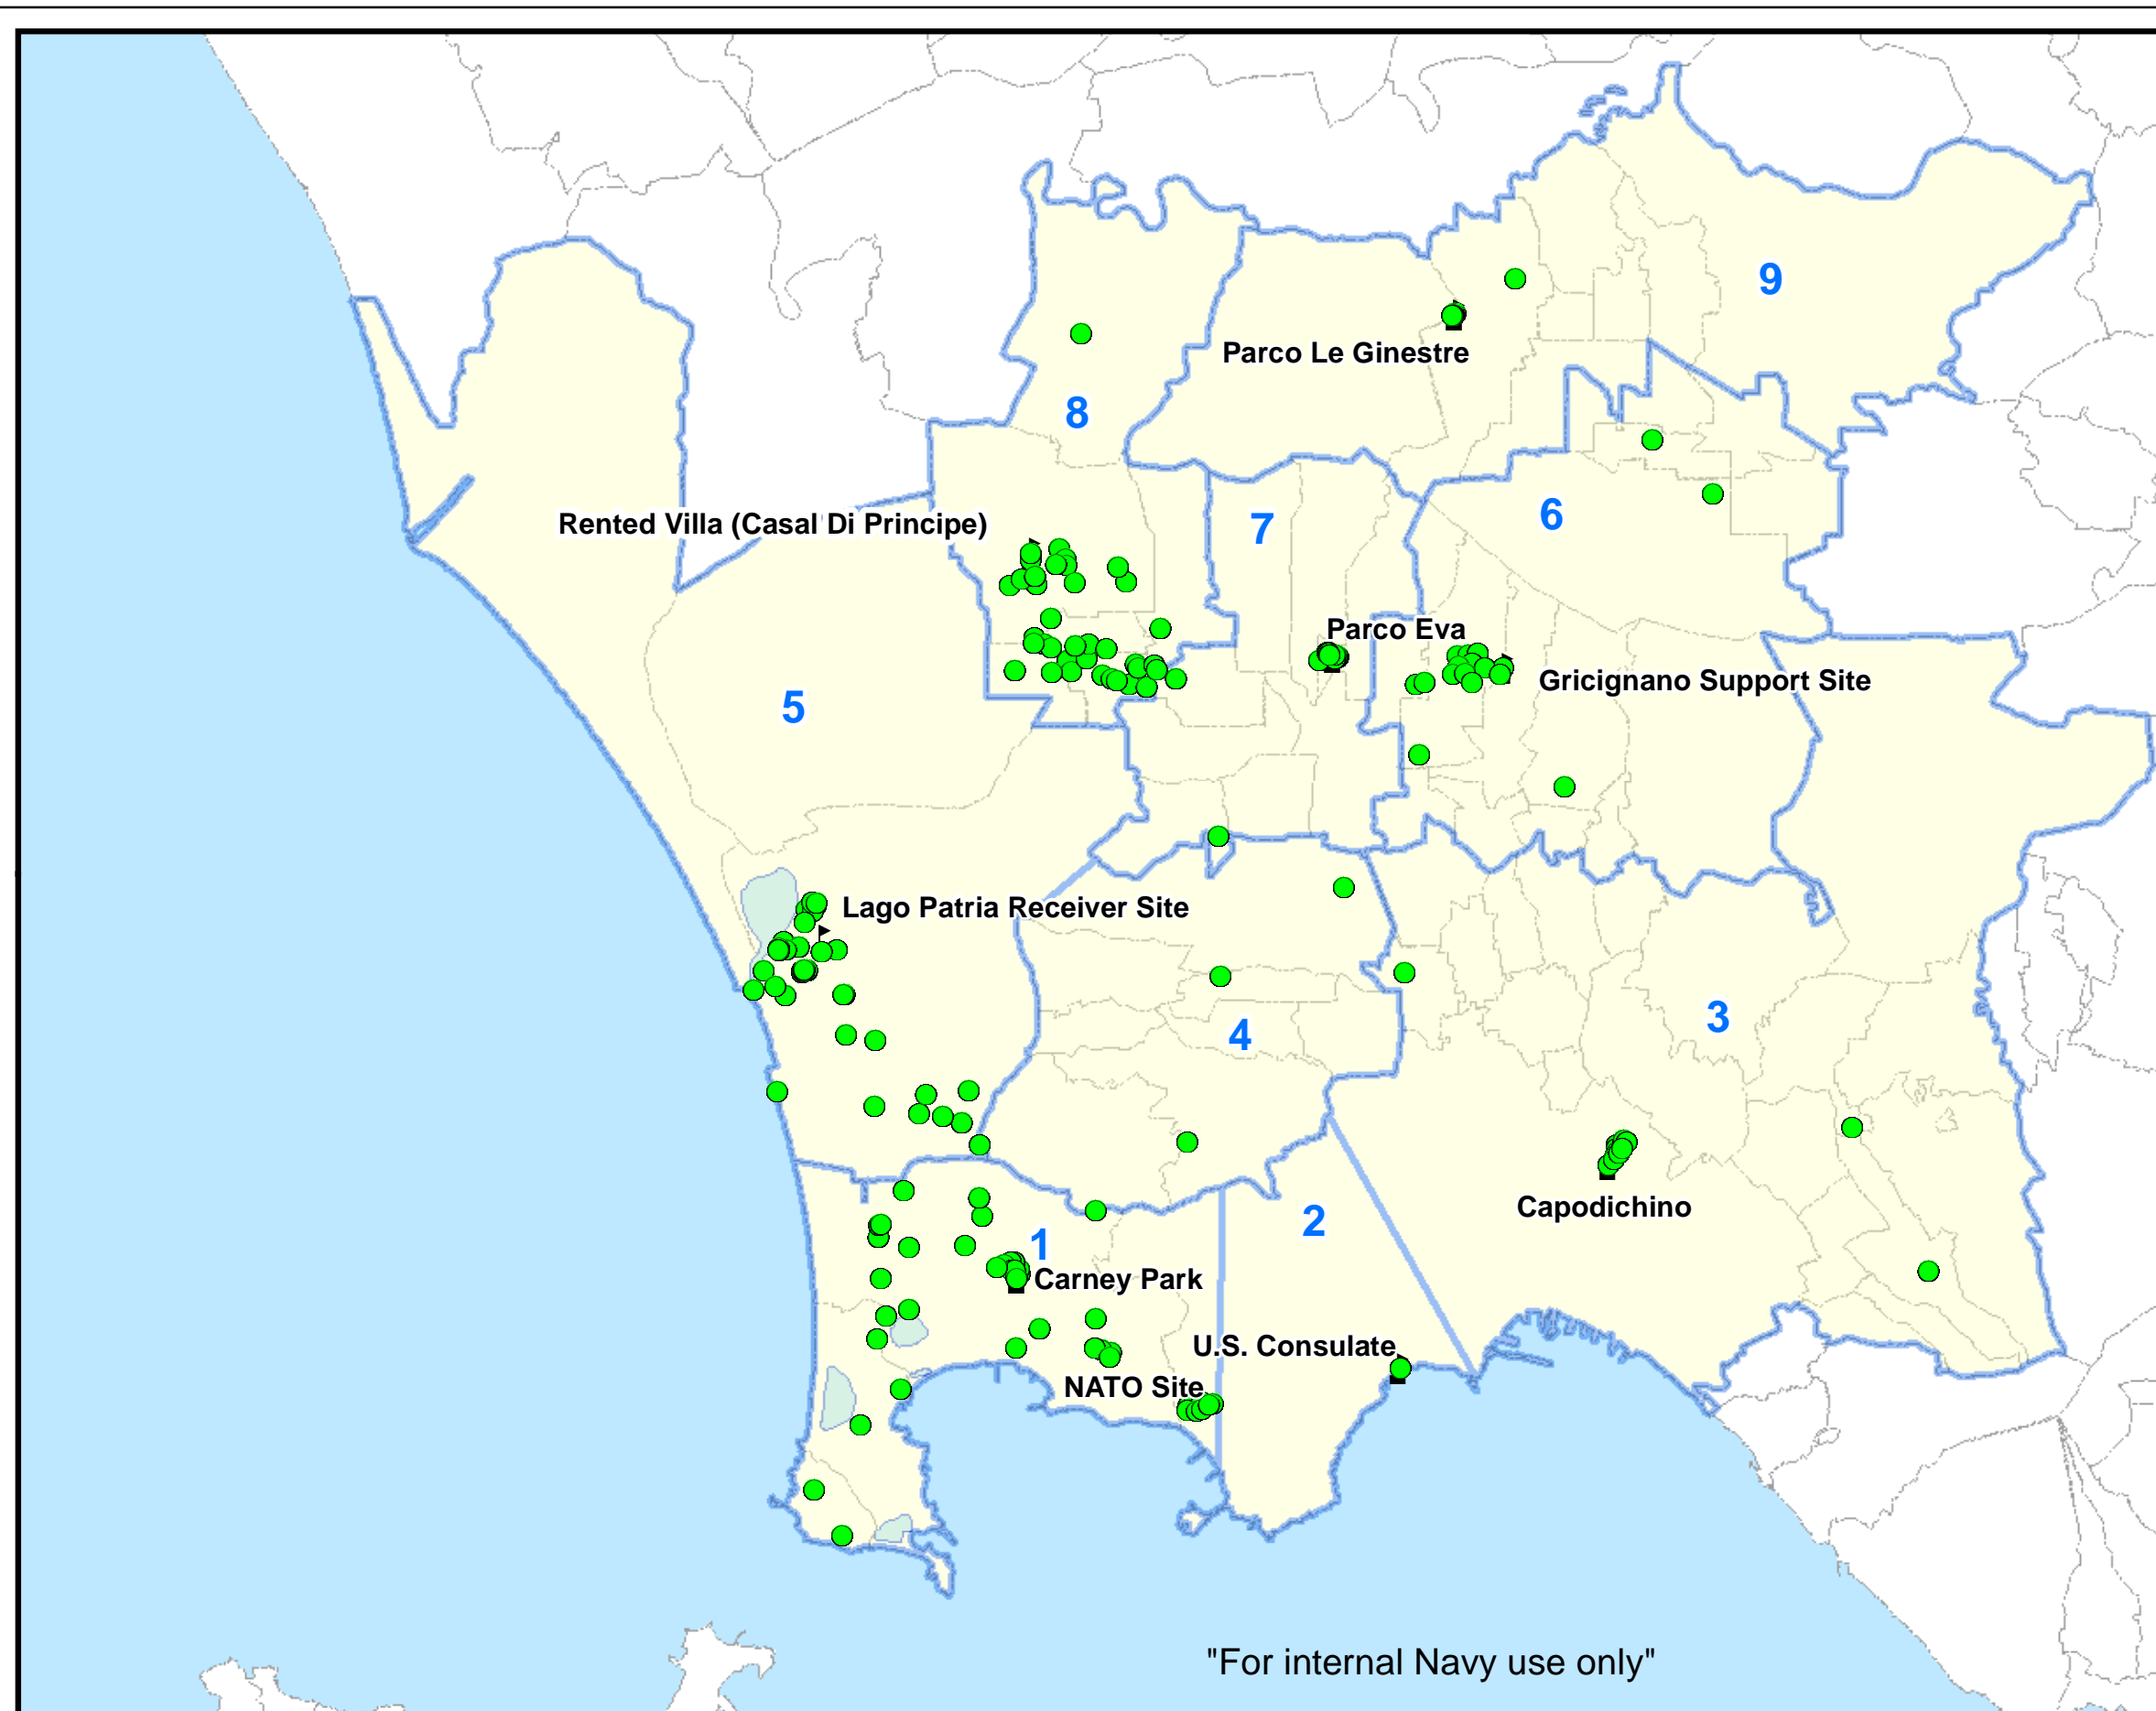 9
Parco Le Ginestre
8
Rented Villa (Casal Di Principe)
7
6
Parco Eva
Gricignano Support Site
5
Lago Patria Receiver Site
3
4
Capodichino
2
1
Carney Park
U.S. Consulate
NATO Site
"For internal Navy use only"